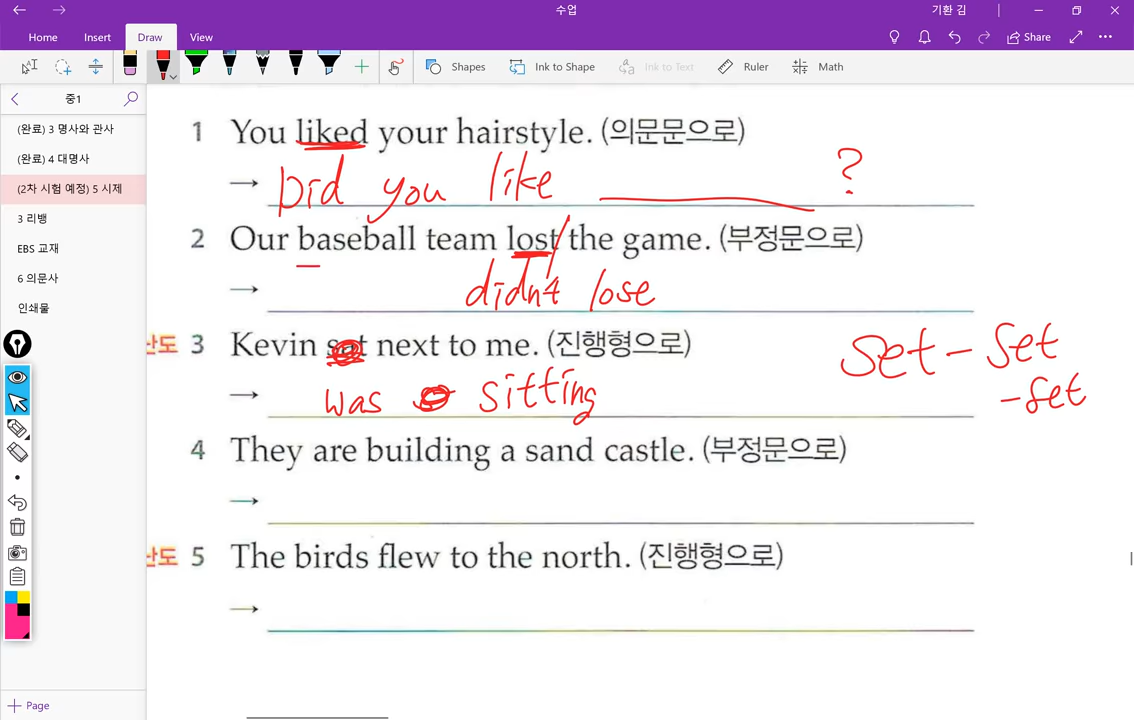 수업
기환 김
Home Insert Draw View
Share
Shapes Ink to Shape Ink to Text Ruler Math
중1
(완료) 3 명사와 관사
(완료) 4 대명사
(2차 시험 예정) 5 시제
3 리뱅
EBS 교재
6 의문사
인쇄물
Page
1 You liked your hairstyle. (의문문으로)
→ Did you like ?
2 Our baseball team lost the game. (부정문으로)
→ didn't lose
난도 3 Kevin sat next to me. (진행형으로)
→ was sitting
set - set
- set
4 They are building a sand castle. (부정문으로)
→
난도 5 The birds flew to the north. (진행형으로)
→